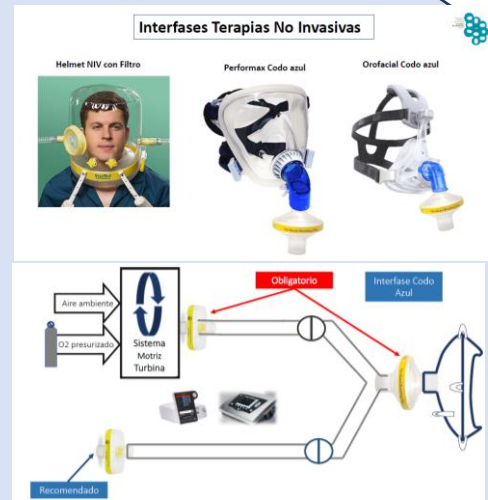 Interfases Terapias No Invasivas
Helmet NIV con Filtro
Performax Codo azul
Orofacial Codo azul
Obligatorio
Interfase Codo
Azul
Aire ambiente
O2 presurizado
Sistema
Motriz
Turbina
Recomendado